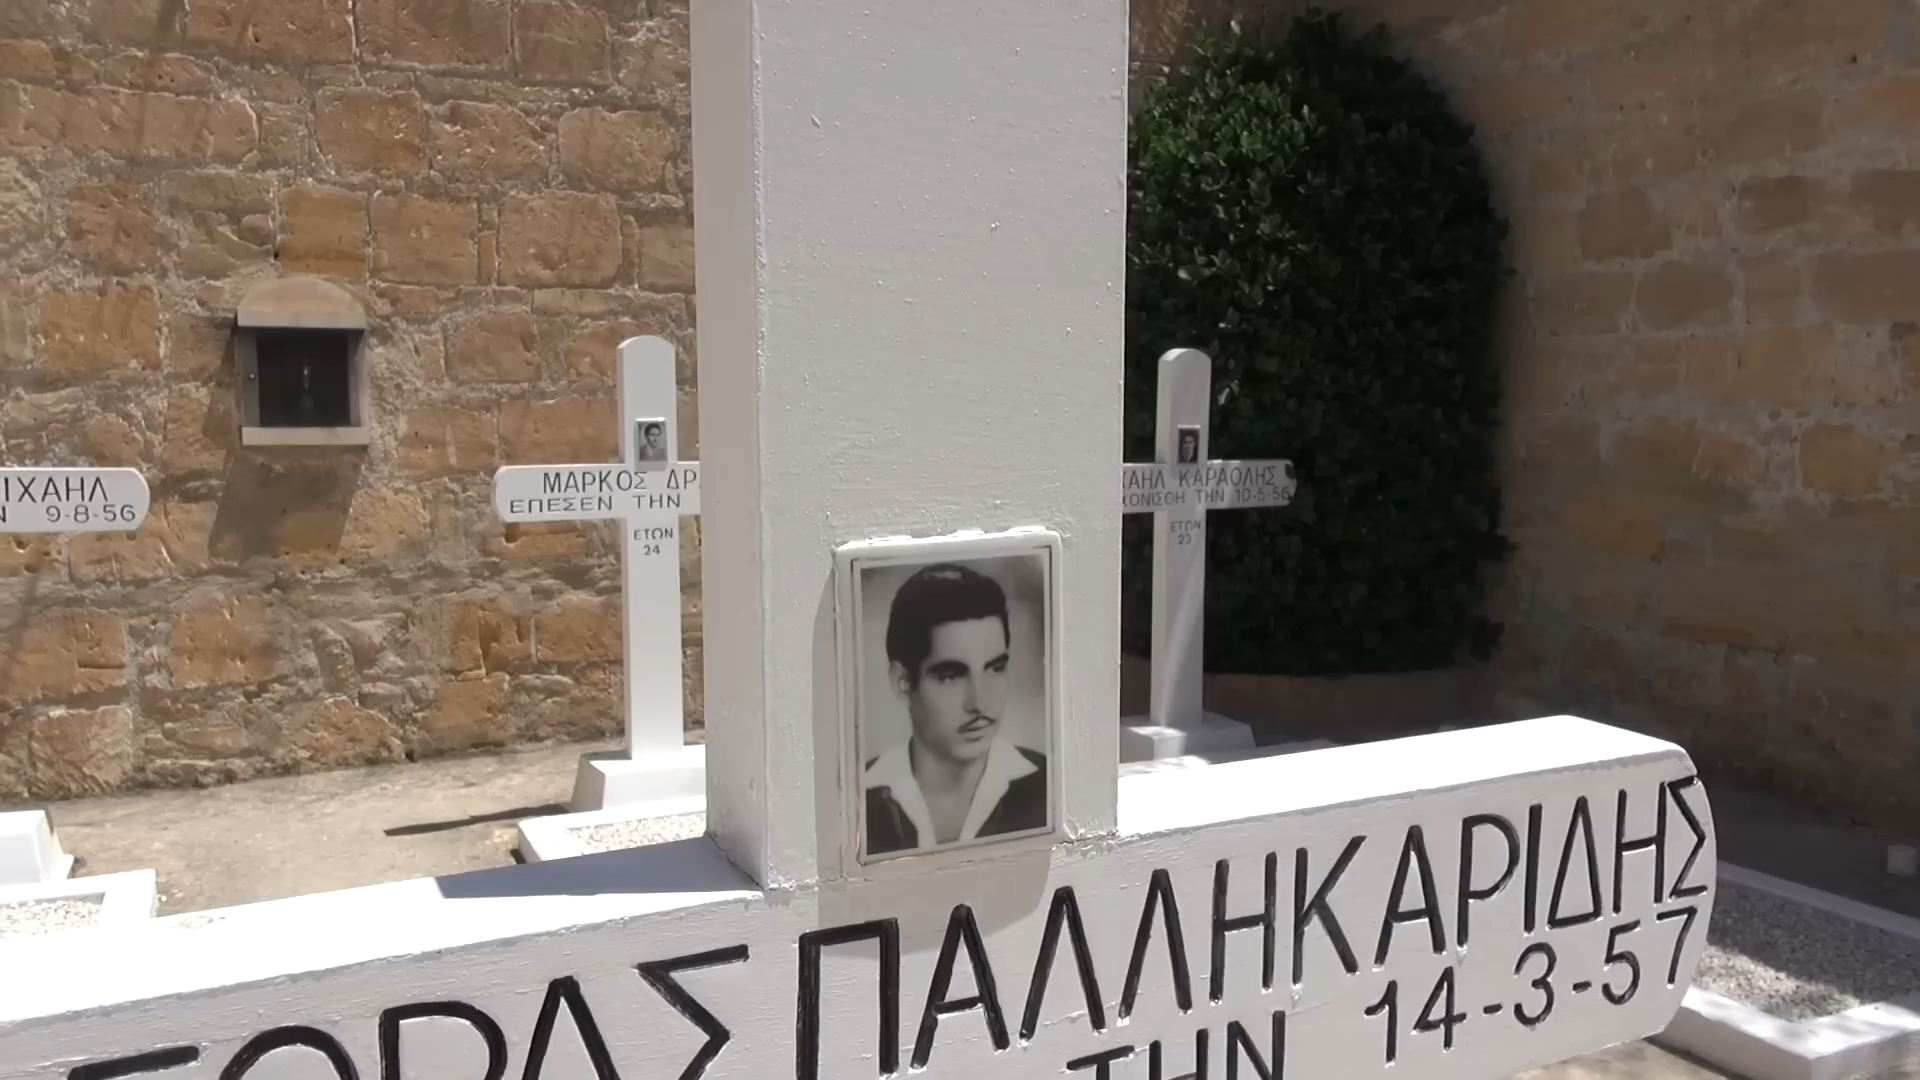 ΙΧΑΗΛ
9-8-56
ΜΑΡΚΟΣ ΔΡ
ΕΠΕΣΕΝ ΤΗΝ
ΕΤΩΝ
24
ΧΑΗΛ ΚΑΡΑΟΛΗΣ
ΧΟΝΙΣΘΗ ΤΗΝ 10-5-56
ΕΤΩΝ
23
ΓΟΡΑΣ ΠΑΛΛΗΚΑΡΙΔΗΣ
ΤΗΝ 14-3-57